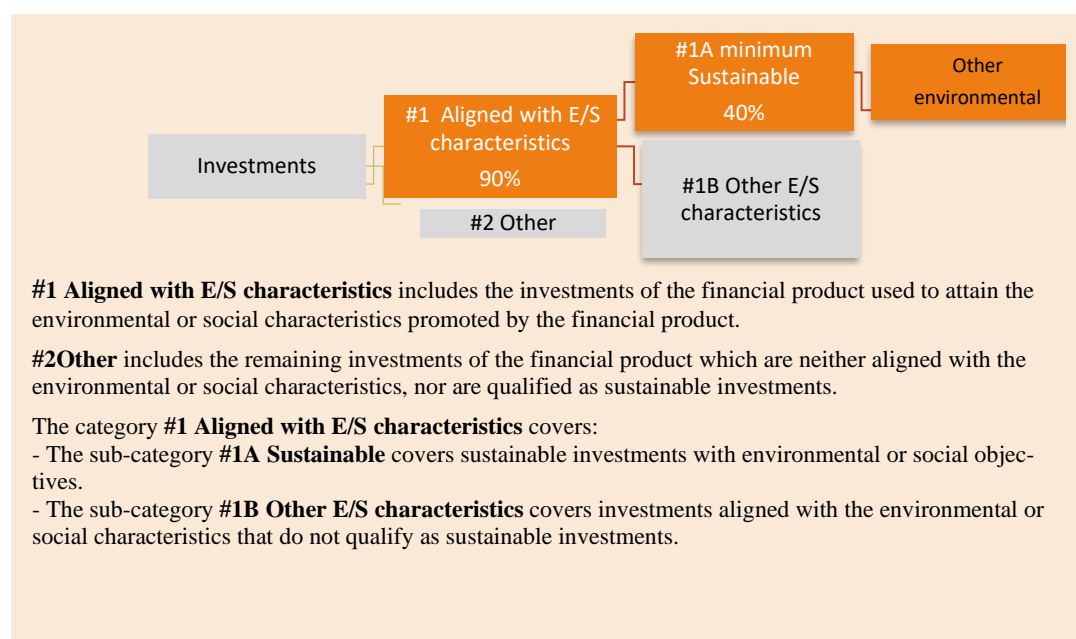 #1A minimum
Sustainable
40%
Other
environmental
#1 Aligned with E/S
characteristics
90%
Investments
#1B Other E/S
characteristics
#2 Other
#1 Aligned with E/S characteristics includes the investments of the financial product used to attain the
environmental or social characteristics promoted by the financial product.
#2Other includes the remaining investments of the financial product which are neither aligned with the
environmental or social characteristics, nor are qualified as sustainable investments.
The category #1 Aligned with E/S characteristics covers:
- The sub-category #1A Sustainable covers sustainable investments with environmental or social objec-
tives.
- The sub-category #1B Other E/S characteristics covers investments aligned with the environmental or
social characteristics that do not qualify as sustainable investments.